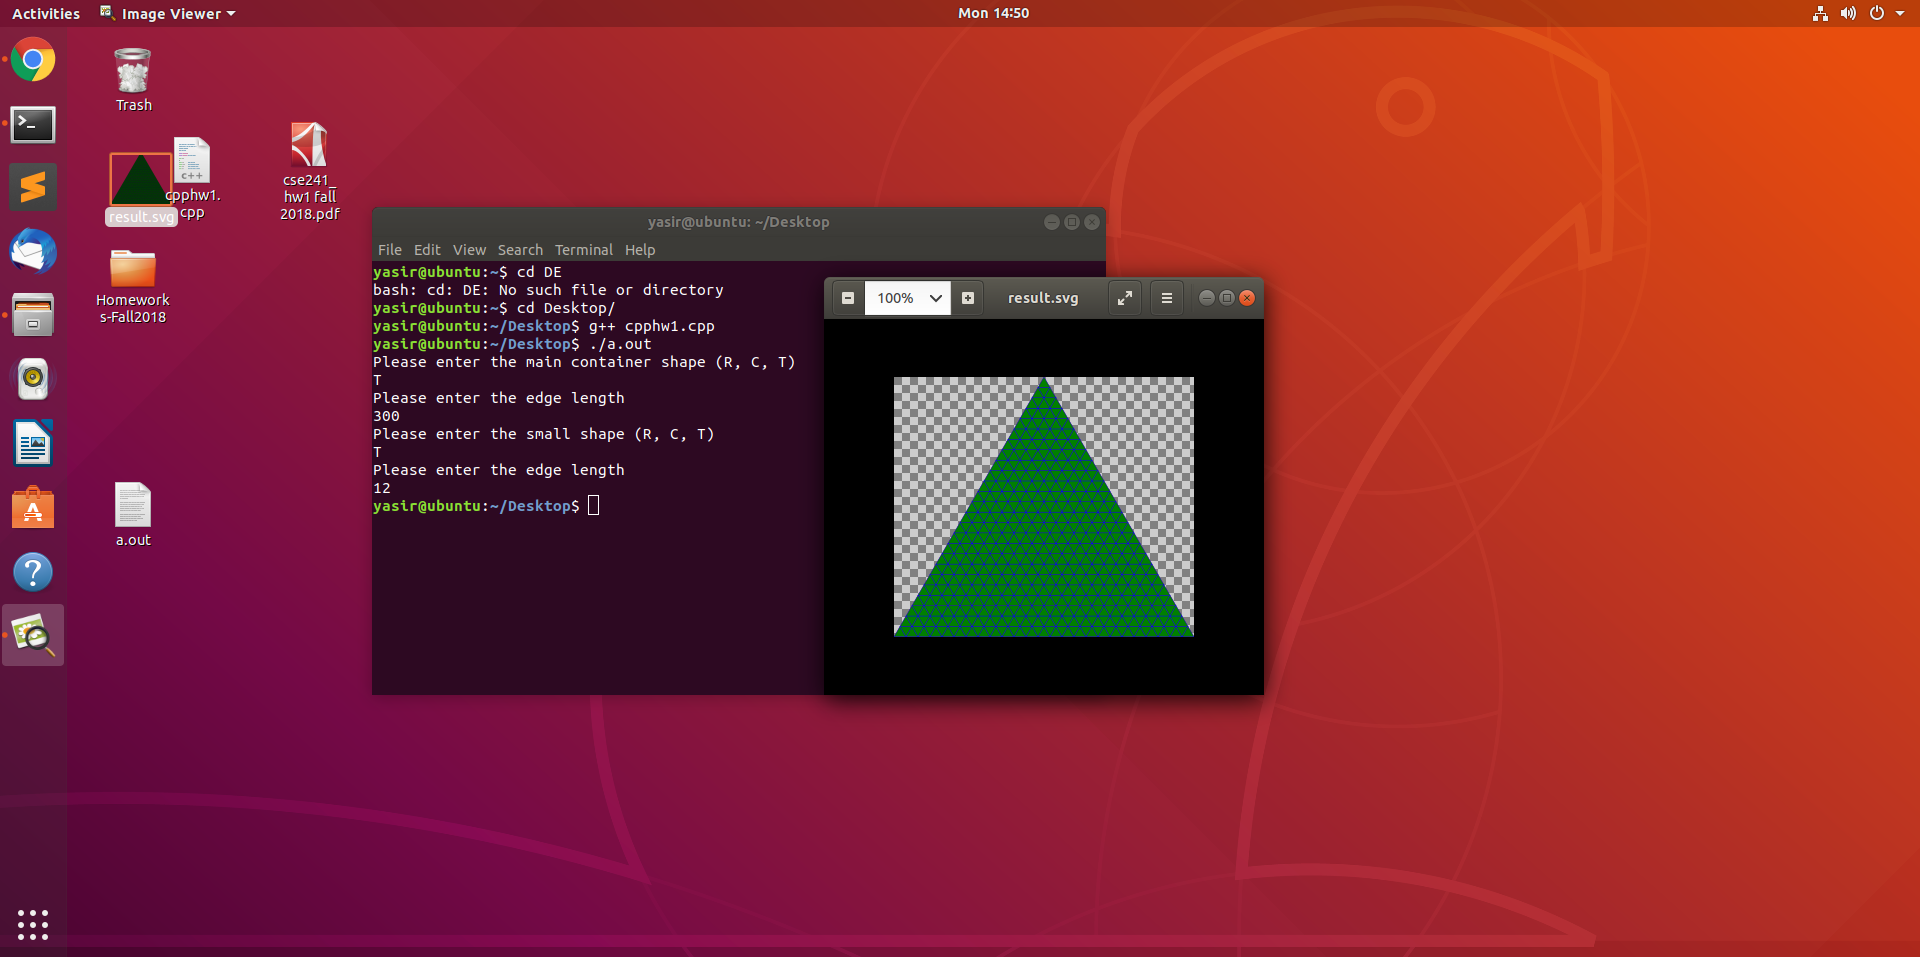 Activities Image Viewer Mon 14:50
Trash
result.svg
cpphw1.
cpp
C++
cse241_
hw1 fall
2018.pdf
Homework
s-Fall2018
a.out
yasir@ubuntu: ~/Desktop
File Edit View Search Terminal Help
yasir@ubuntu:~$ cd DE
bash: cd: DE: No such file or directory
yasir@ubuntu:~$ cd Desktop/
yasir@ubuntu:~/Desktop$ g++ cpphw1.cpp
yasir@ubuntu:~/Desktop$ ./a.out
Please enter the main container shape (R, C, T)
T
Please enter the edge length
300
Please enter the small shape (R, C, T)
T
Please enter the edge length
12
yasir@ubuntu:~/Desktop$
100% result.svg